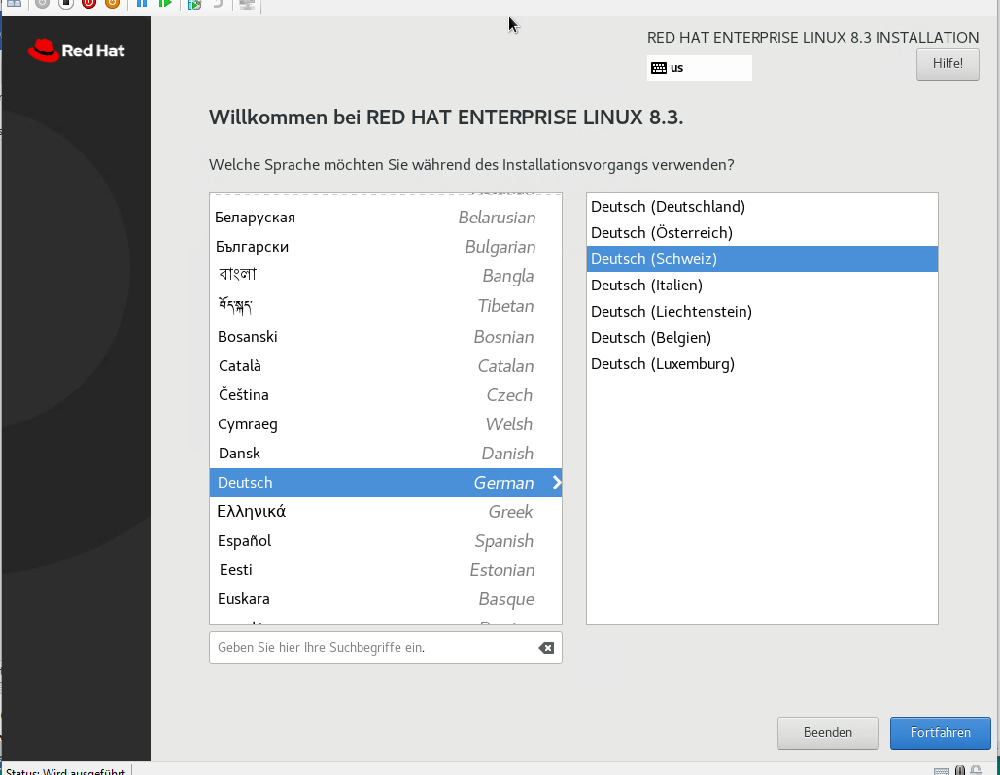 Red Hat
RED HAT ENTERPRISE LINUX 8.3 INSTALLATION
us
Hilfe!
Willkommen bei RED HAT ENTERPRISE LINUX 8.3.
Welche Sprache möchten Sie während des Installationsvorgangs verwenden?
Беларуская Belarusian
Български Bulgarian
বাংলা Bangla
བོད་སྐད་ Tibetan
Bosanski Bosnian
Català Catalan
Čeština Czech
Cymraeg Welsh
Dansk Danish
Deutsch German
Ελληνικά Greek
Español Spanish
Eesti Estonian
Euskara Basque
Deutsch (Deutschland)
Deutsch (Österreich)
Deutsch (Schweiz)
Deutsch (Italien)
Deutsch (Liechtenstein)
Deutsch (Belgien)
Deutsch (Luxemburg)
Geben Sie hier Ihre Suchbegriffe ein.
Beenden
Fortfahren
Status: Wird ausgeführt